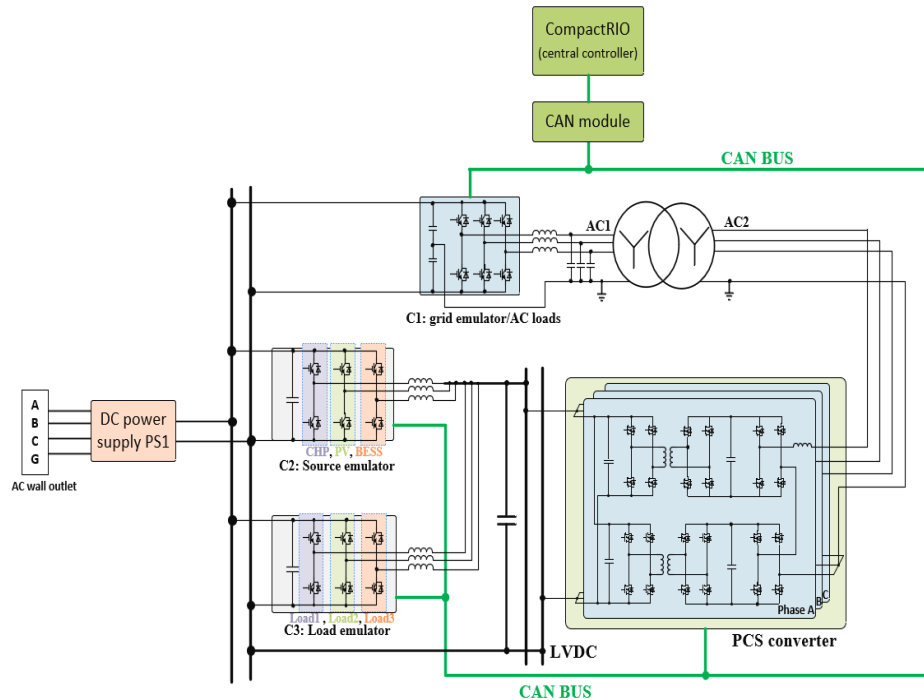 CompactRIO
(central controller)
CAN module
CAN BUS
AC1
AC2
C1: grid emulator/AC loads
A
B
C
G
AC wall outlet
DC power
supply PS1
CHP, PV, BESS
C2: Source emulator
Load1 , Load2, Load3
C3: Load emulator
LVDC
Phase A
B
C
PCS converter
CAN BUS